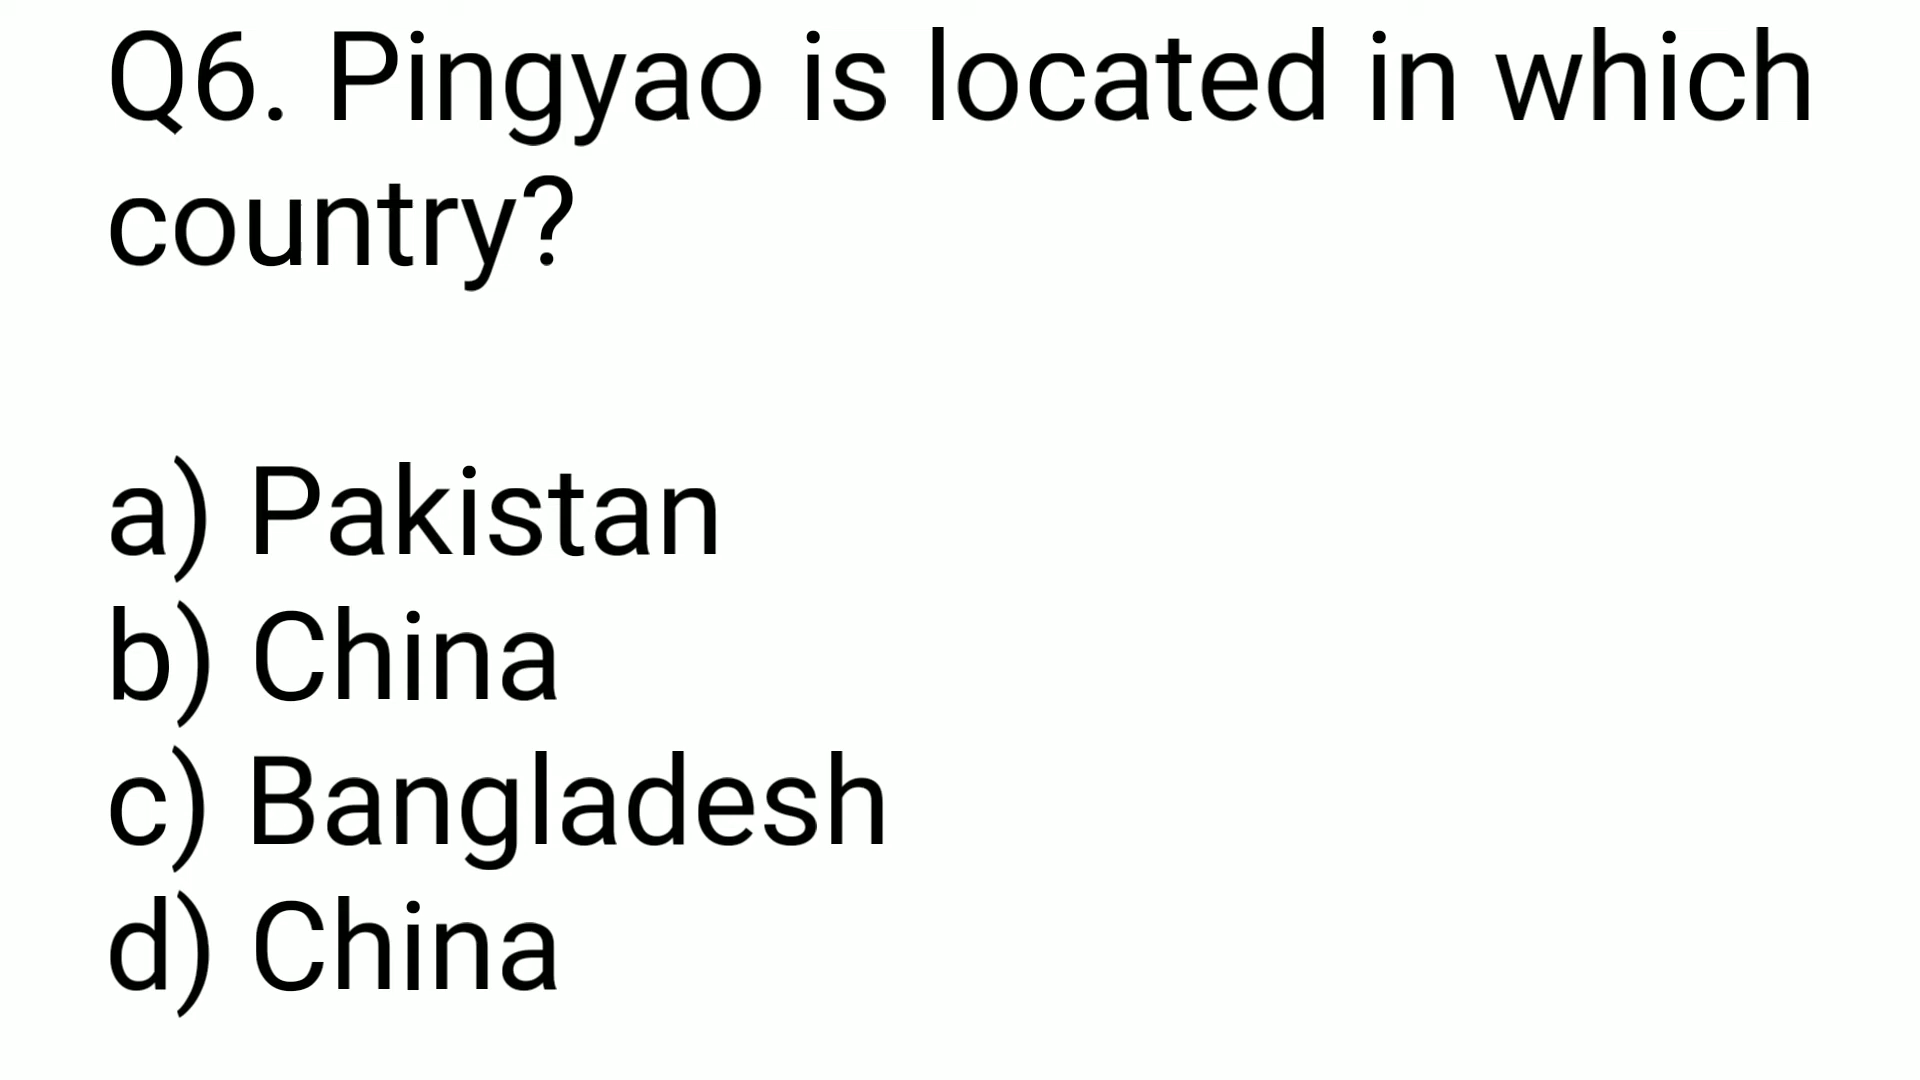 Q6. Pingyao is located in which
country?
a) Pakistan
b) China
c) Bangladesh
d) China